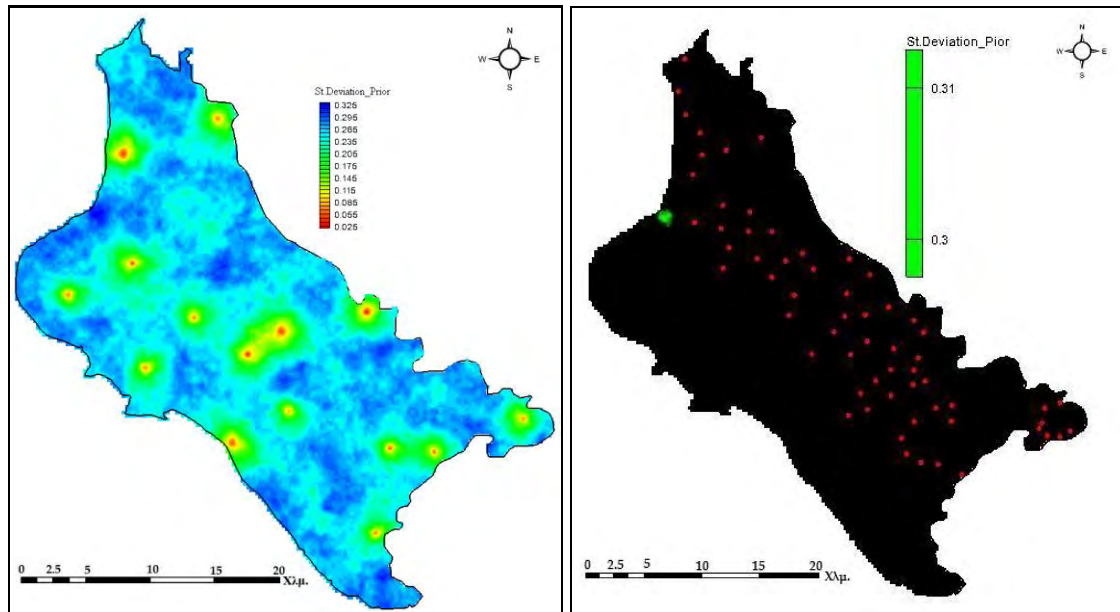 N
W E
S
St.Deviation_Prior
0.325
0.295
0.265
0.235
0.205
0.175
0.145
0.115
0.085
0.055
0.025
0 2.5 5 10 15 20
Χλμ.
St.Deviation_Pior
N
W E
S
0.31
0.3
0 2.5 5 10 15 20
Χλμ.